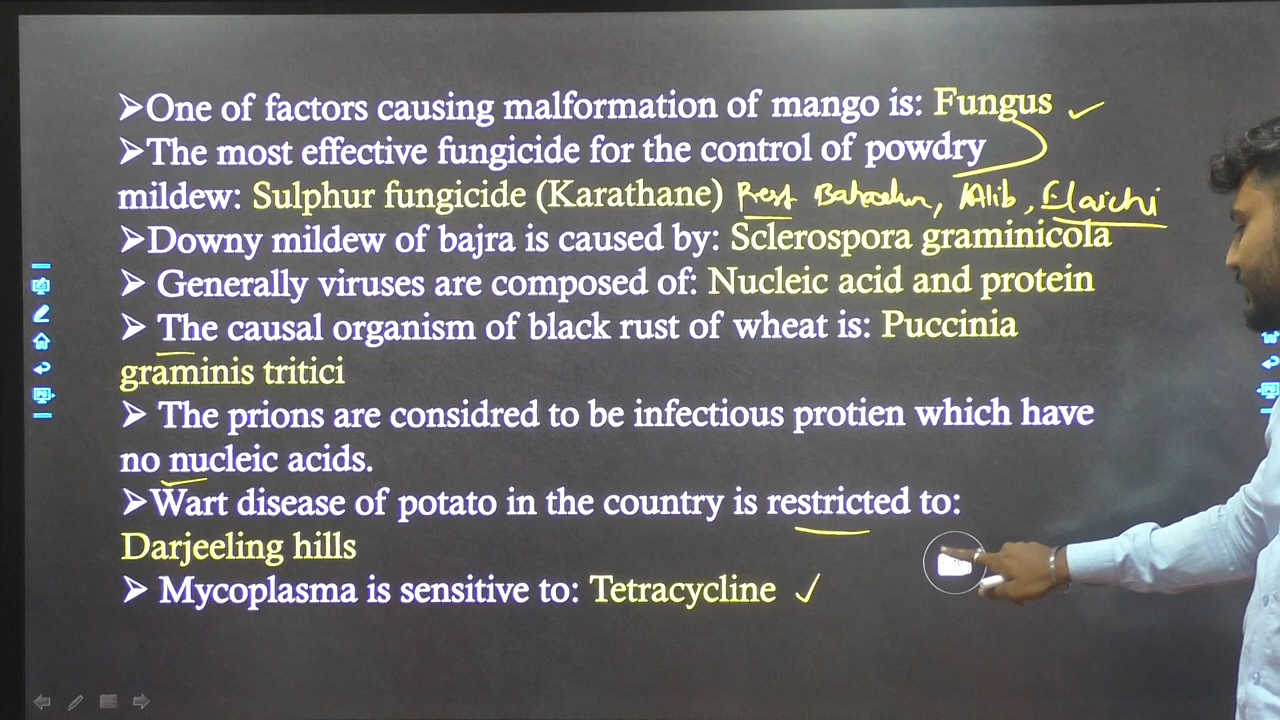 ➢One of factors causing malformation of mango is: Fungus
➢The most effective fungicide for the control of powdry
mildew: Sulphur fungicide (Karathane) Rest Bahadur, Alib, Elaichi
➢Downy mildew of bajra is caused by: Sclerospora graminicola
➢ Generally viruses are composed of: Nucleic acid and protein
➢ The causal organism of black rust of wheat is: Puccinia
graminis tritici
➢ The prions are considred to be infectious protien which have
no nucleic acids.
➢Wart disease of potato in the country is restricted to:
Darjeeling hills
➢ Mycoplasma is sensitive to: Tetracycline